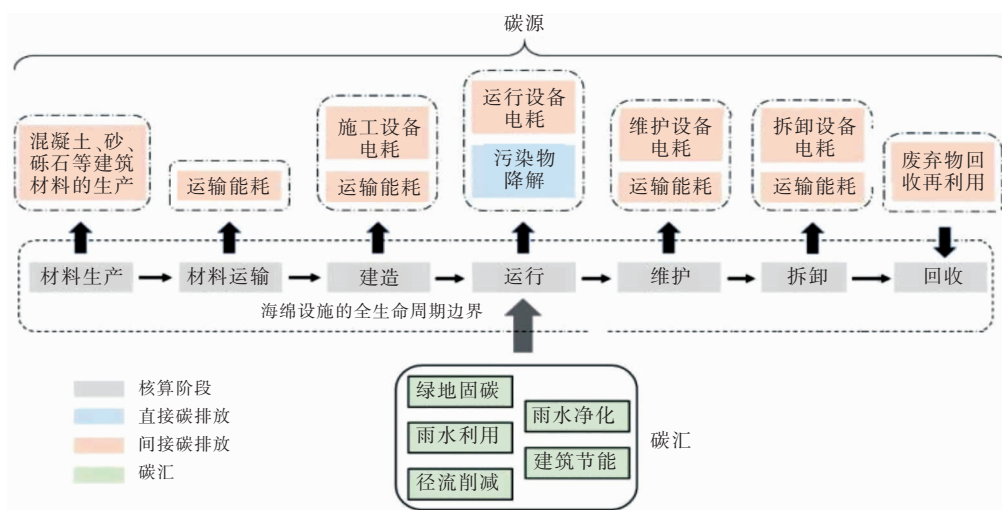 碳源
混凝土、砂、
砾石等建筑
材料的生产
运输能耗
施工设备
电耗
运输能耗
运行设备
电耗
污染物
降解
维护设备
电耗
运输能耗
拆卸设备
电耗
运输能耗
废弃物回
收再利用
材料生产
材料运输
建造
运行
维护
拆卸
回收
海绵设施的全生命周期边界
核算阶段
直接碳排放
间接碳排放
碳汇
绿地固碳
雨水利用
径流削减
雨水净化
建筑节能
碳汇